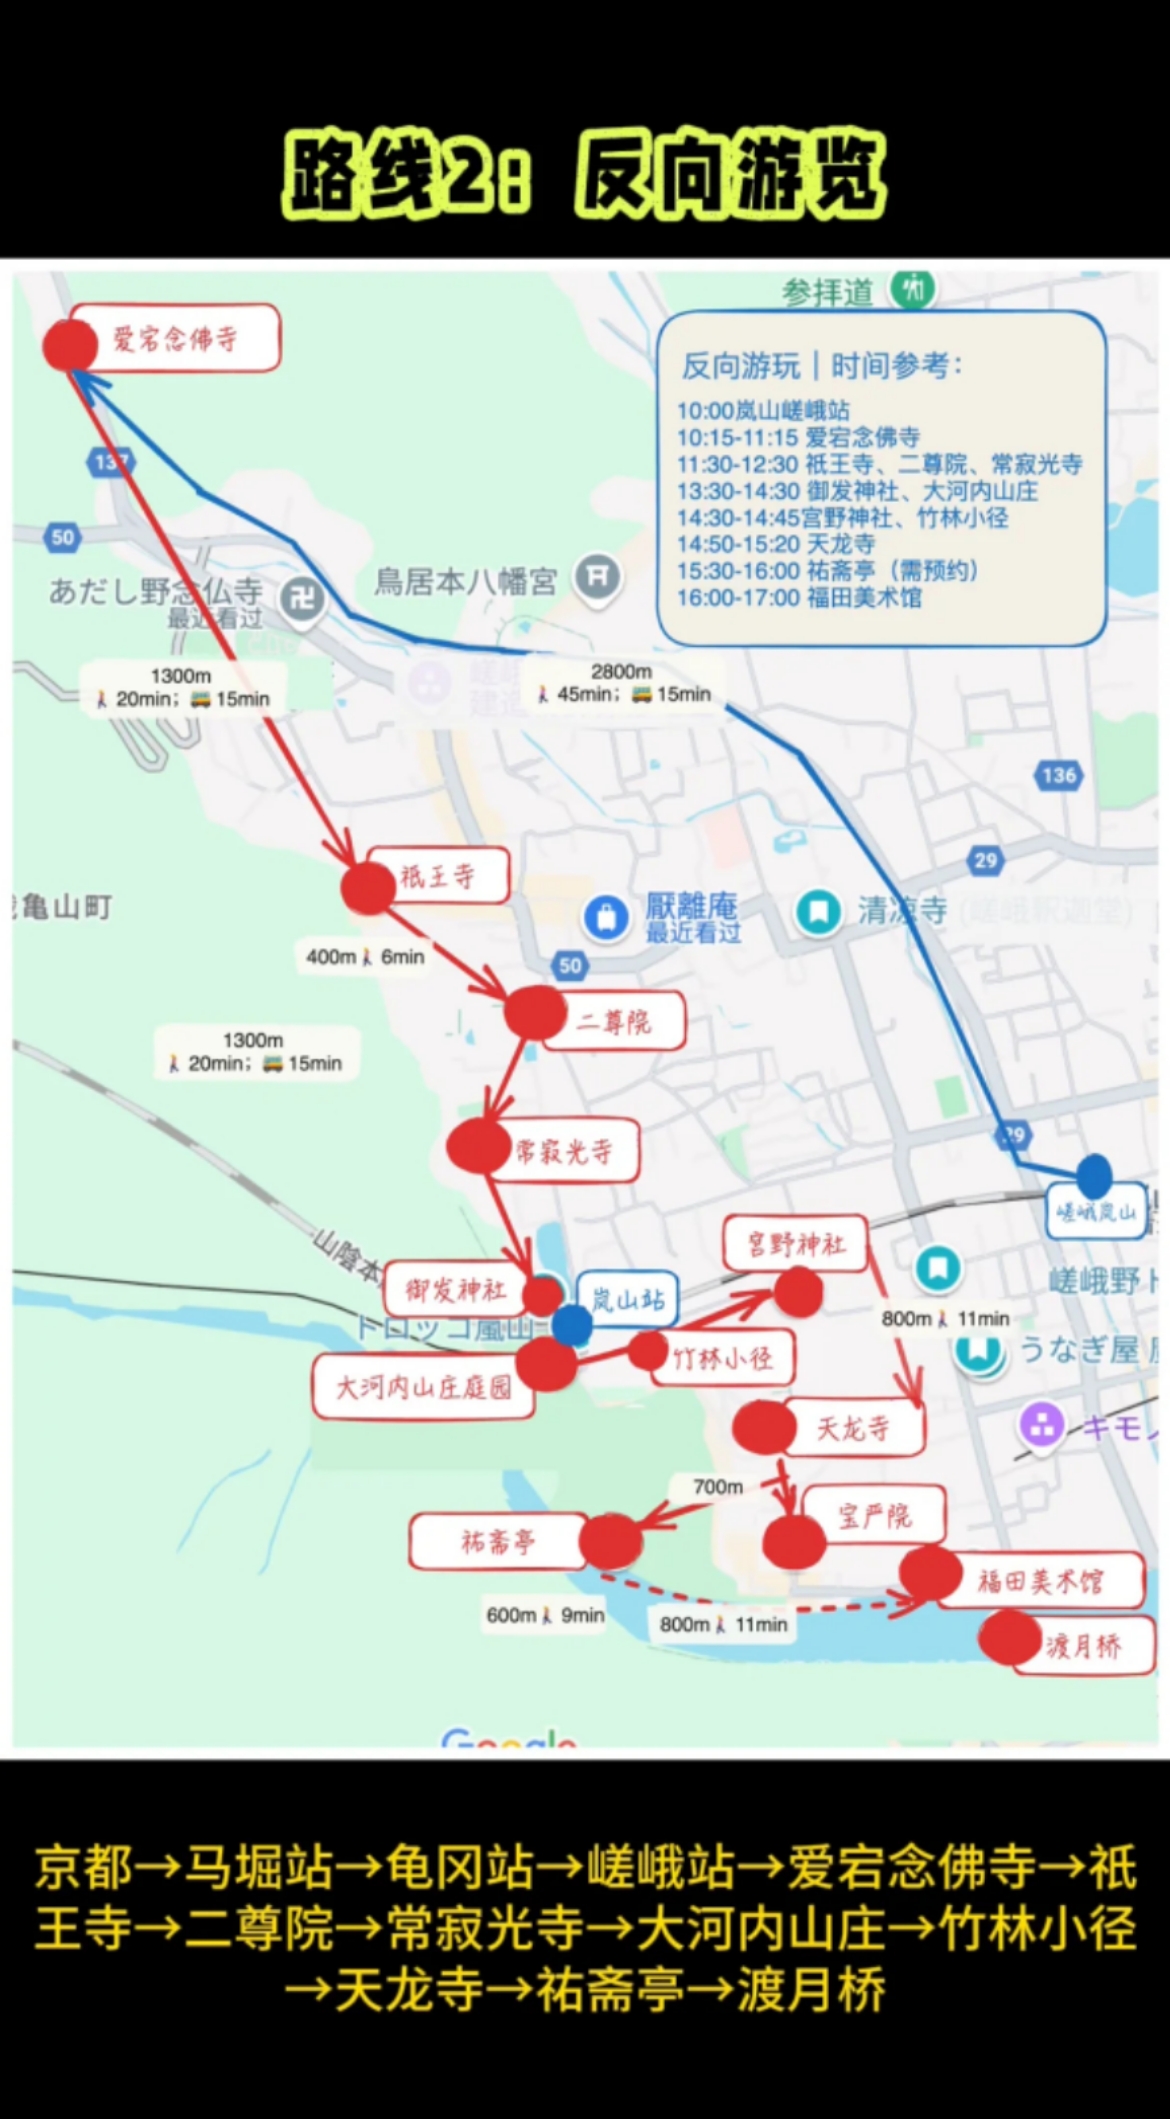 路线2：反向游览
参拝道
爱宕念佛寺
反向游玩｜时间参考：
10:00岚山嵯峨站
10:15-11:15 爱宕念佛寺
11:30-12:30 祇王寺、二尊院、常寂光寺
13:30-14:30 御发神社、大河内山庄
14:30-14:45宫野神社、竹林小径
14:50-15:20 天龙寺
15:30-16:00 祐斋亭（需预约）
16:00-17:00 福田美术馆
137
50
あだし野念仏寺
最近看过
鳥居本八幡宮
1300m
20min； 15min
2800m
45min； 15min
136
29
祇王寺
亀山町
厭離庵
最近看过
清凉寺 (嵯峨釈迦堂)
400m 6min
50
二尊院
1300m
20min； 15min
常寂光寺
29
嵯峨岚山
宫野神社
山陰本
御发神社
岚山站
嵯峨野ト
トロッコ嵐山
800m 11min
うなぎ屋
竹林小径
大河内山庄庭园
天龙寺
キモノ
700m
宝严院
祐斋亭
福田美术馆
600m 9min
800m 11min
渡月桥
Google
京都→马堀站→龟冈站→嵯峨站→爱宕念佛寺→祇
王寺→二尊院→常寂光寺→大河内山庄→竹林小径
→天龙寺→祐斋亭→渡月桥